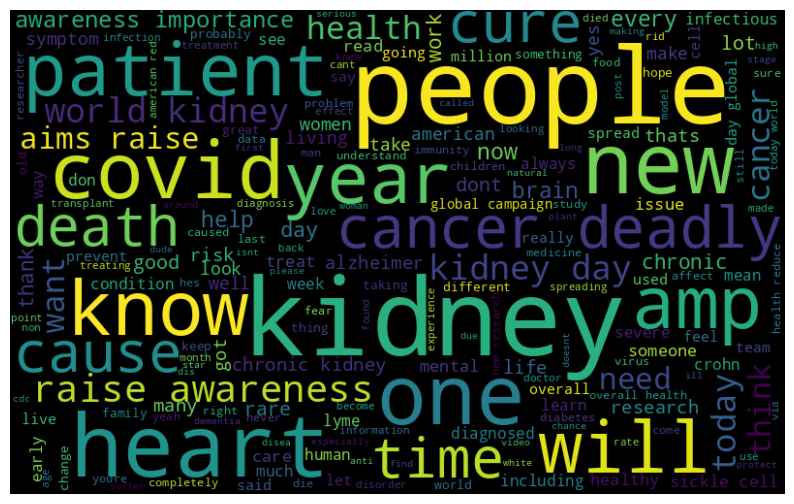 awareness importance
health
cure
every
infectious
serious
died
symptom
infection
probably
see
read
work
yes
lot
high
patient
people
researcher
treatment
knew
rid
going
million
something
make
cell
making
stage
american red
cant
say
food
hope
sure
world kidney
problem
effect
women
called
looking
post
model
day global
cancer
today world
aims raise
great
data
living
american
immunity
spread
thats
still
old
way
first
man
take
now
long
always
new
covid
year
understand
children
dont
brain
don
transplant
around
diagnosis
love
woman
natural
global campaign
study
issue
made
death
help
caused
last
isnt
day
back
plant
really
cancer deadly
prevent
dude
risk
treat
alzheimer
medicine
kidney day
chronic
thank
want
good
look
condition
treating
hes
please
well
week
different
spreading
used
affect
mean
health reduce
point
non
know
kidney
fear
taking
thing
found
experience
due
new research
doesnt
amp
severe
feel
cause
keep
month
star
dis
got
chronic kidney
mental
life
doctor
virus
someone
team
crohn
cdc
raise awareness
one
overall
overall health
ill
need
today
think
via
many
family
right
yeah
dementia
never
rare
become
information
learn
diabetes
research
chance
live
lyme
diagnosed
rate
come
use
early
age
change
youre
suffer
completely
heart
disea
especially
care
much
said
die
human
anti
let
time
video
find
white
disorder
world
including
will
healthy
sickle cell
protect